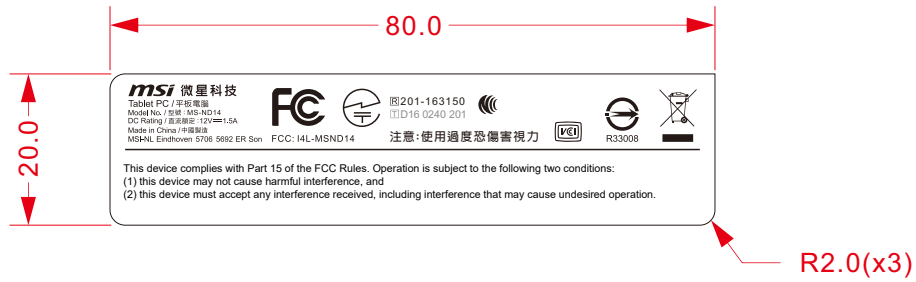 80.0
20.0
msi 微星科技
Tablet PC / 平板電腦
Model No. / 型號 : MS-ND14
DC Rating / 直流額定 : 12V⎓1.5A
Made in China / 中國製造
MSI-NL Eindhoven 5706 5692 ER Son
FC
FCC: I4L-MSND14
R 201-163150
T D16 0240 201
注意:使用過度恐傷害視力
VCI
R33008
This device complies with Part 15 of the FCC Rules. Operation is subject to the following two conditions:
(1) this device may not cause harmful interference, and
(2) this device must accept any interference received, including interference that may cause undesired operation.
R2.0(x3)